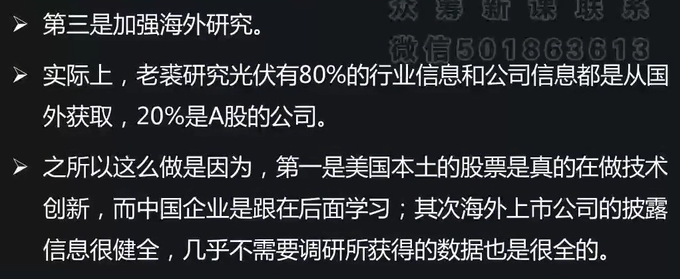 众筹新课联系
微信501863613
➢ 第三是加强海外研究。
➢ 实际上，老裘研究光伏有80%的行业信息和公司信息都是从国
外获取，20%是A股的公司。
➢ 之所以这么做是因为，第一是美国本土的股票是真的在做技术
创新，而中国企业是跟在后面学习；其次海外上市公司的披露
信息很健全，几乎不需要调研所获得的数据也是很全的。